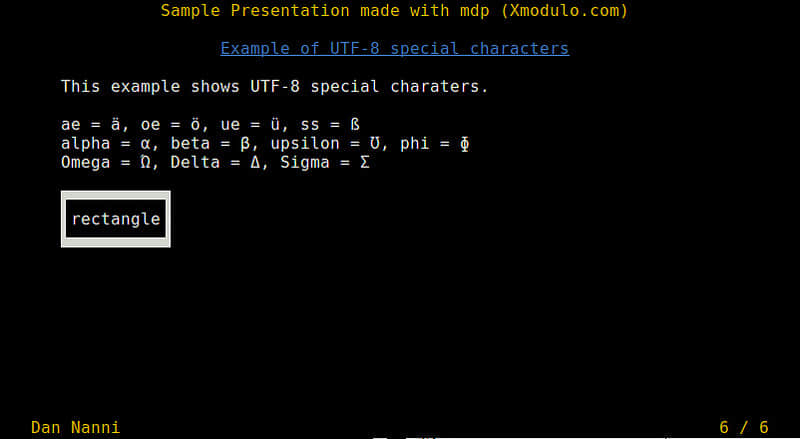 Sample Presentation made with mdp (Xmodulo.com)
Example of UTF-8 special characters
This example shows UTF-8 special charaters.
ae = ä, oe = ö, ue = ü, ss = ß
alpha = α, beta = β, upsilon = Ʊ, phi = ɸ
Omega = Ώ, Delta = Δ, Sigma = Σ
rectangle
Dan Nanni
6 / 6